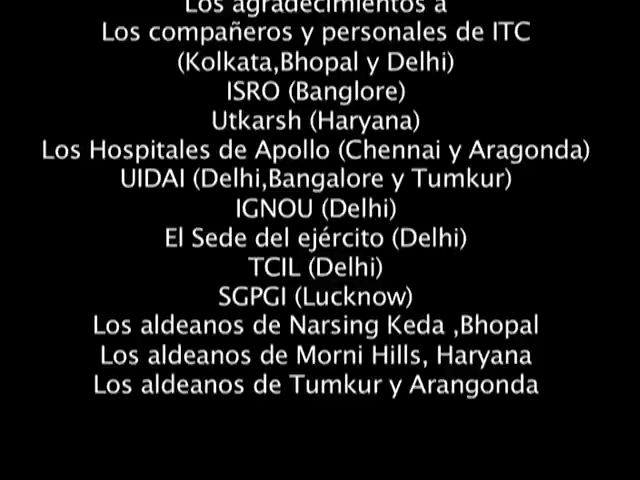 Los agradecimientos a
Los compañeros y personales de ITC
(Kolkata,Bhopal y Delhi)
ISRO (Banglore)
Utkarsh (Haryana)
Los Hospitales de Apollo (Chennai y Aragonda)
UIDAI (Delhi,Bangalore y Tumkur)
IGNOU (Delhi)
El Sede del ejército (Delhi)
TCIL (Delhi)
SGPGI (Lucknow)
Los aldeanos de Narsing Keda ,Bhopal
Los aldeanos de Morni Hills, Haryana
Los aldeanos de Tumkur y Arangonda